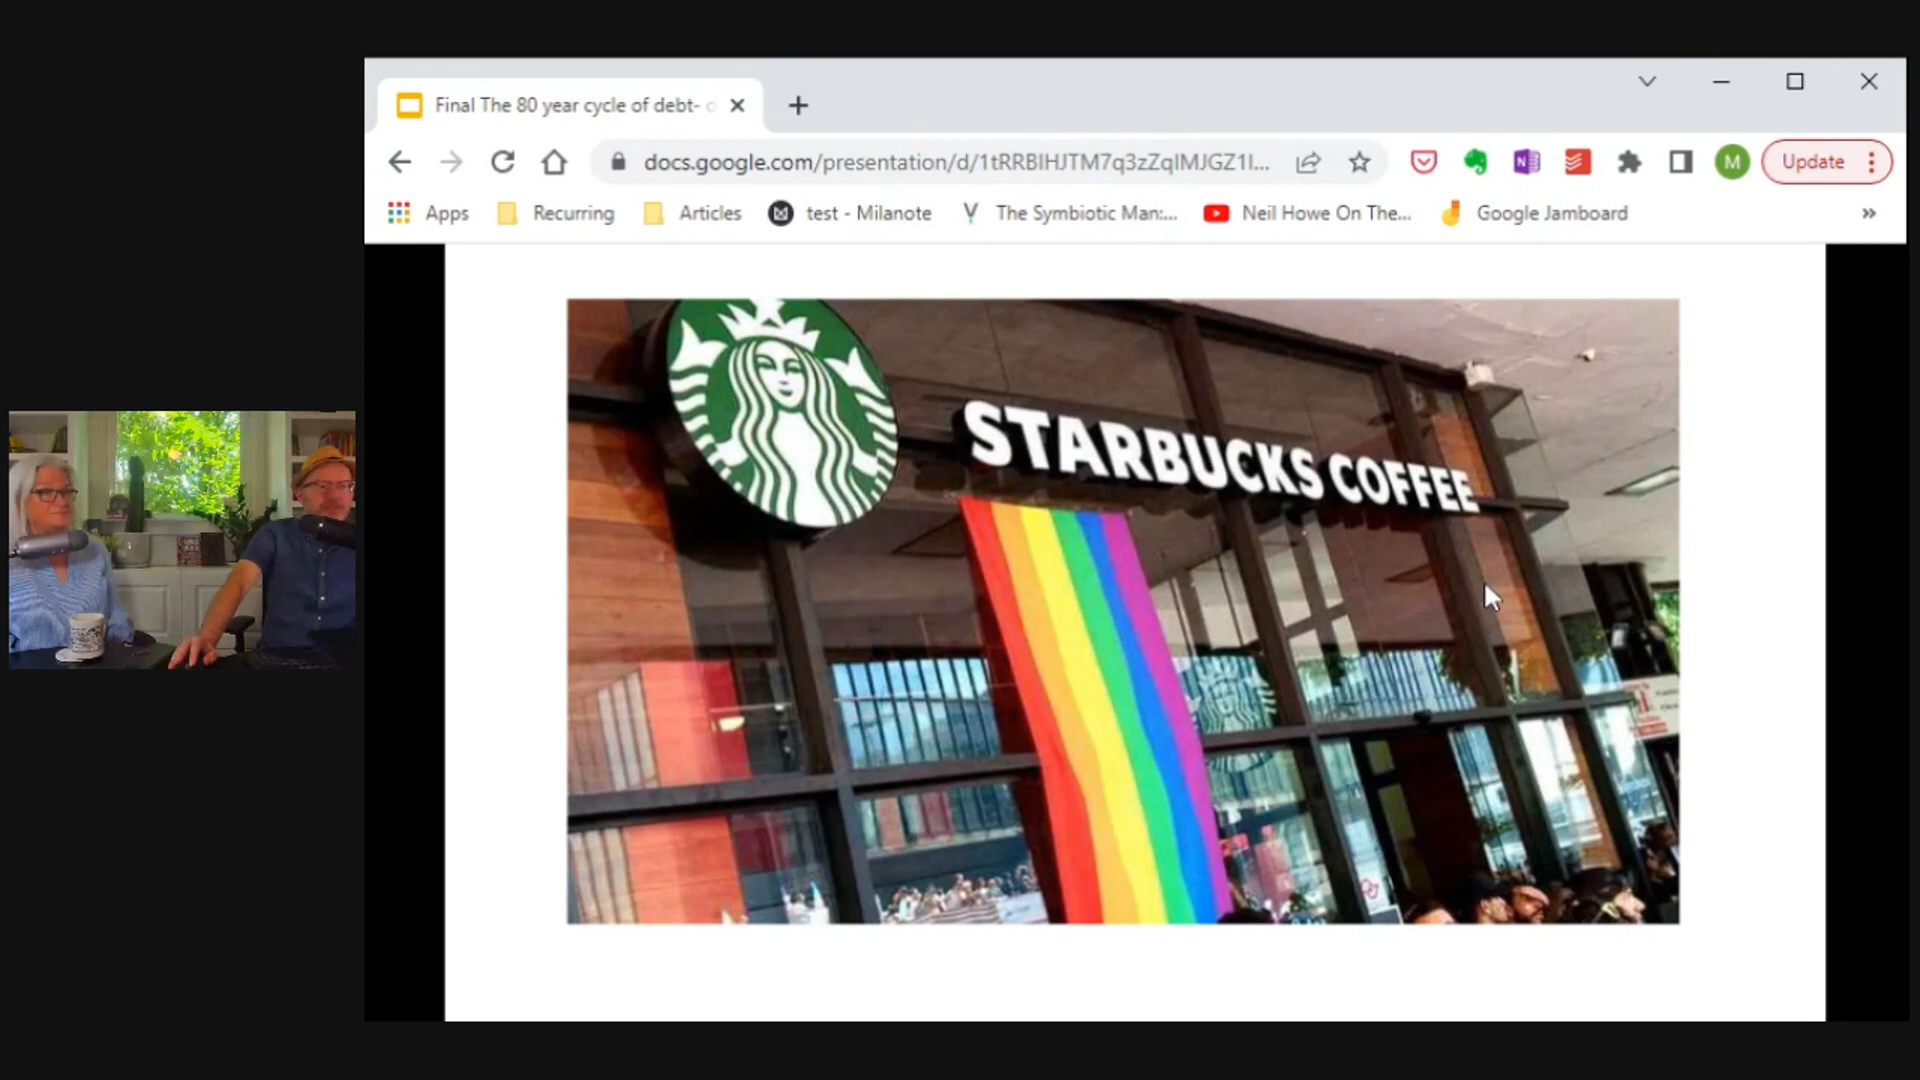 Final The 80 year cycle of debt-
docs.google.com/presentation/d/1tRRBIHJTM7q3zZqIMJGZ1I...
M
Update
Apps
Recurring
Articles
test - Milanote
The Symbiotic Man:...
Neil Howe On The...
Google Jamboard
»
STARBUCKS COFFEE